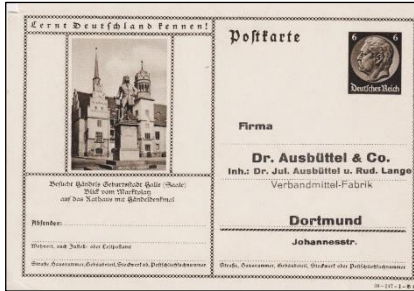 Lernt Deutschland kennen!
Besucht Händels Geburtsstadt Halle (Saale)
Blick vom Marktplatz
auf das Rathaus mit Händeldenkmal
Absender:
Wohnort, auch Zustell- oder Leitpostamt
Straße, Hausnummer, Gebäudeteil, Stockwerk od. Postschließfachnummer
Postkarte
6 6
Deutsches Reich
Firma
Dr. Ausbüttel & Co.
Inh.: Dr. Jul. Ausbüttel u. Rud. Lange
Verbandmittel-Fabrik
Dortmund
Johannesstr.
Straße, Hausnummer, Gebäudeteil, Stockwerk oder Postschließfachnummer